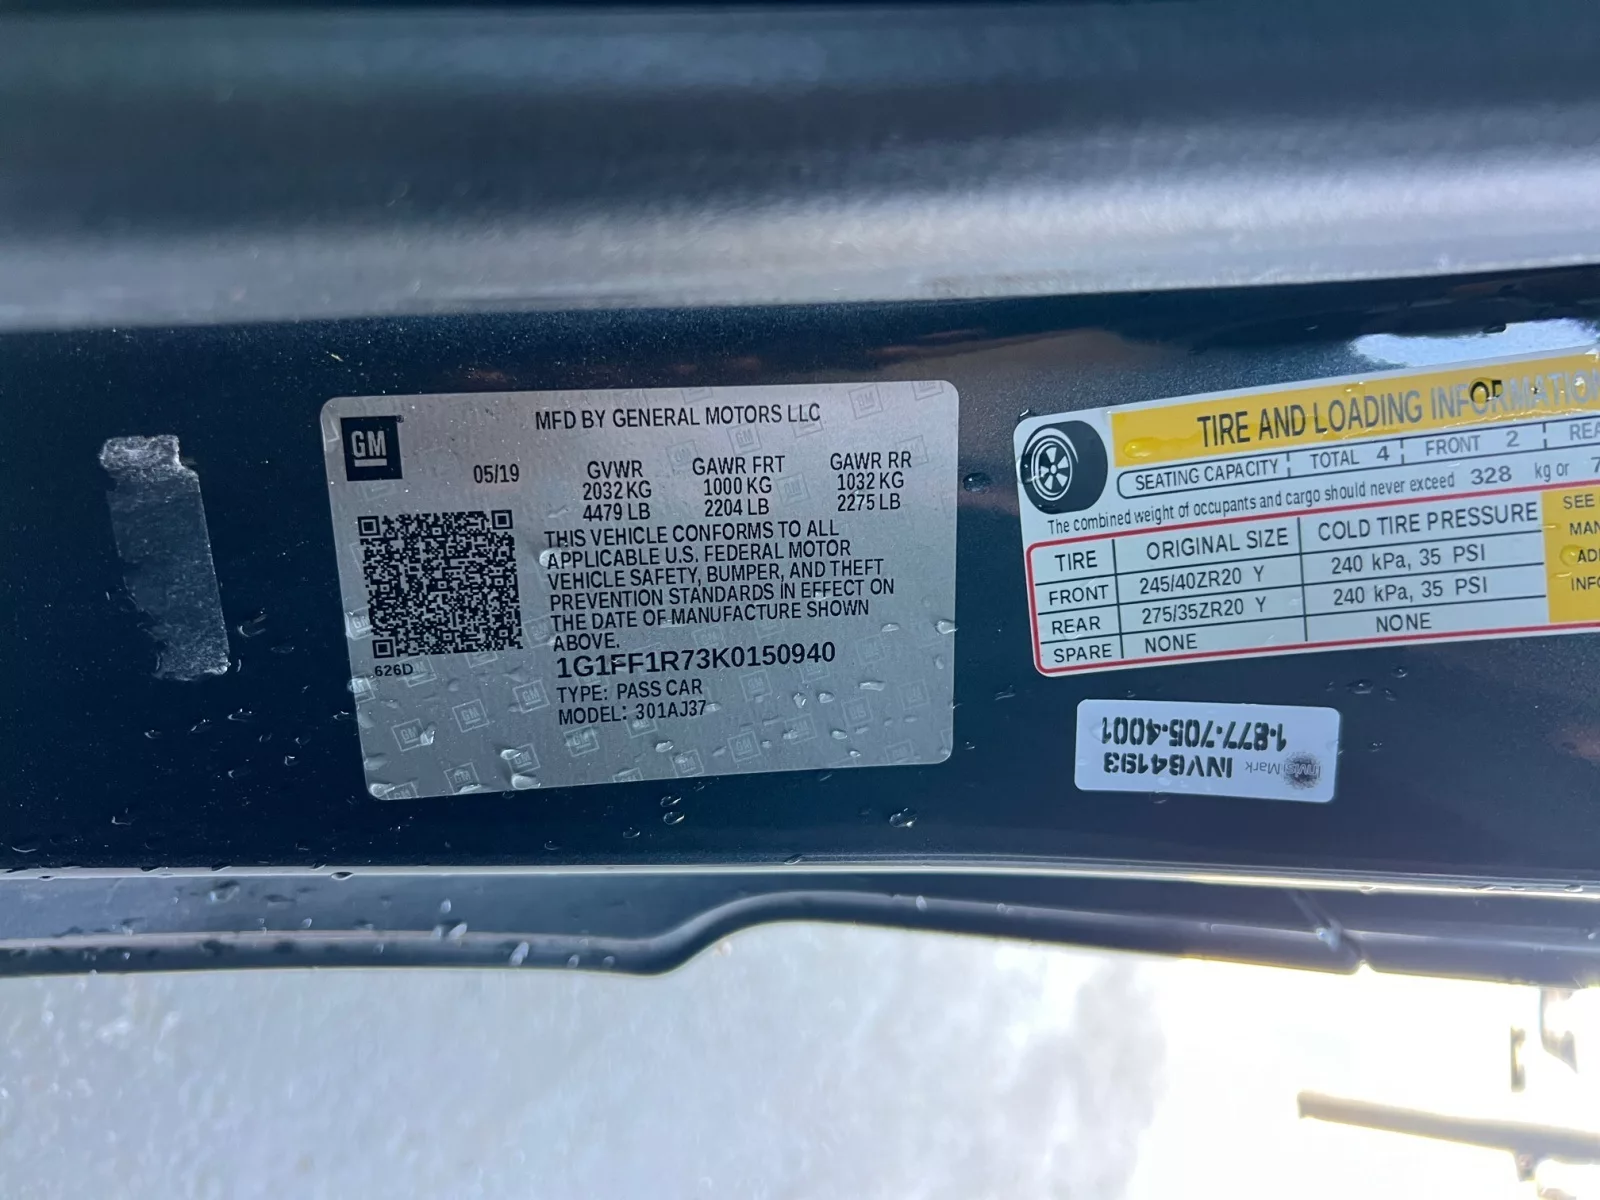 GM
MFD BY GENERAL MOTORS LLC
05/19
GVWR
2032 KG
4479 LB
GAWR FRT
1000 KG
2204 LB
GAWR RR
1032 KG
2275 LB
THIS VEHICLE CONFORMS TO ALL
APPLICABLE U.S. FEDERAL MOTOR
VEHICLE SAFETY, BUMPER, AND THEFT
PREVENTION STANDARDS IN EFFECT ON
THE DATE OF MANUFACTURE SHOWN
ABOVE.
626D
1G1FF1R73K0150940
TYPE: PASS CAR
MODEL: 301AJ37
TIRE AND LOADING INFORMATION
SEATING CAPACITY TOTAL 4 FRONT 2
The combined weight of occupants and cargo should never exceed 328 kg or
TIRE ORIGINAL SIZE COLD TIRE PRESSURE
FRONT 245/40ZR20 Y 240 kPa, 35 PSI
REAR 275/35ZR20 Y 240 kPa, 35 PSI
SPARE NONE NONE
SEE
InvisMark INV64193
1-877-705-4001